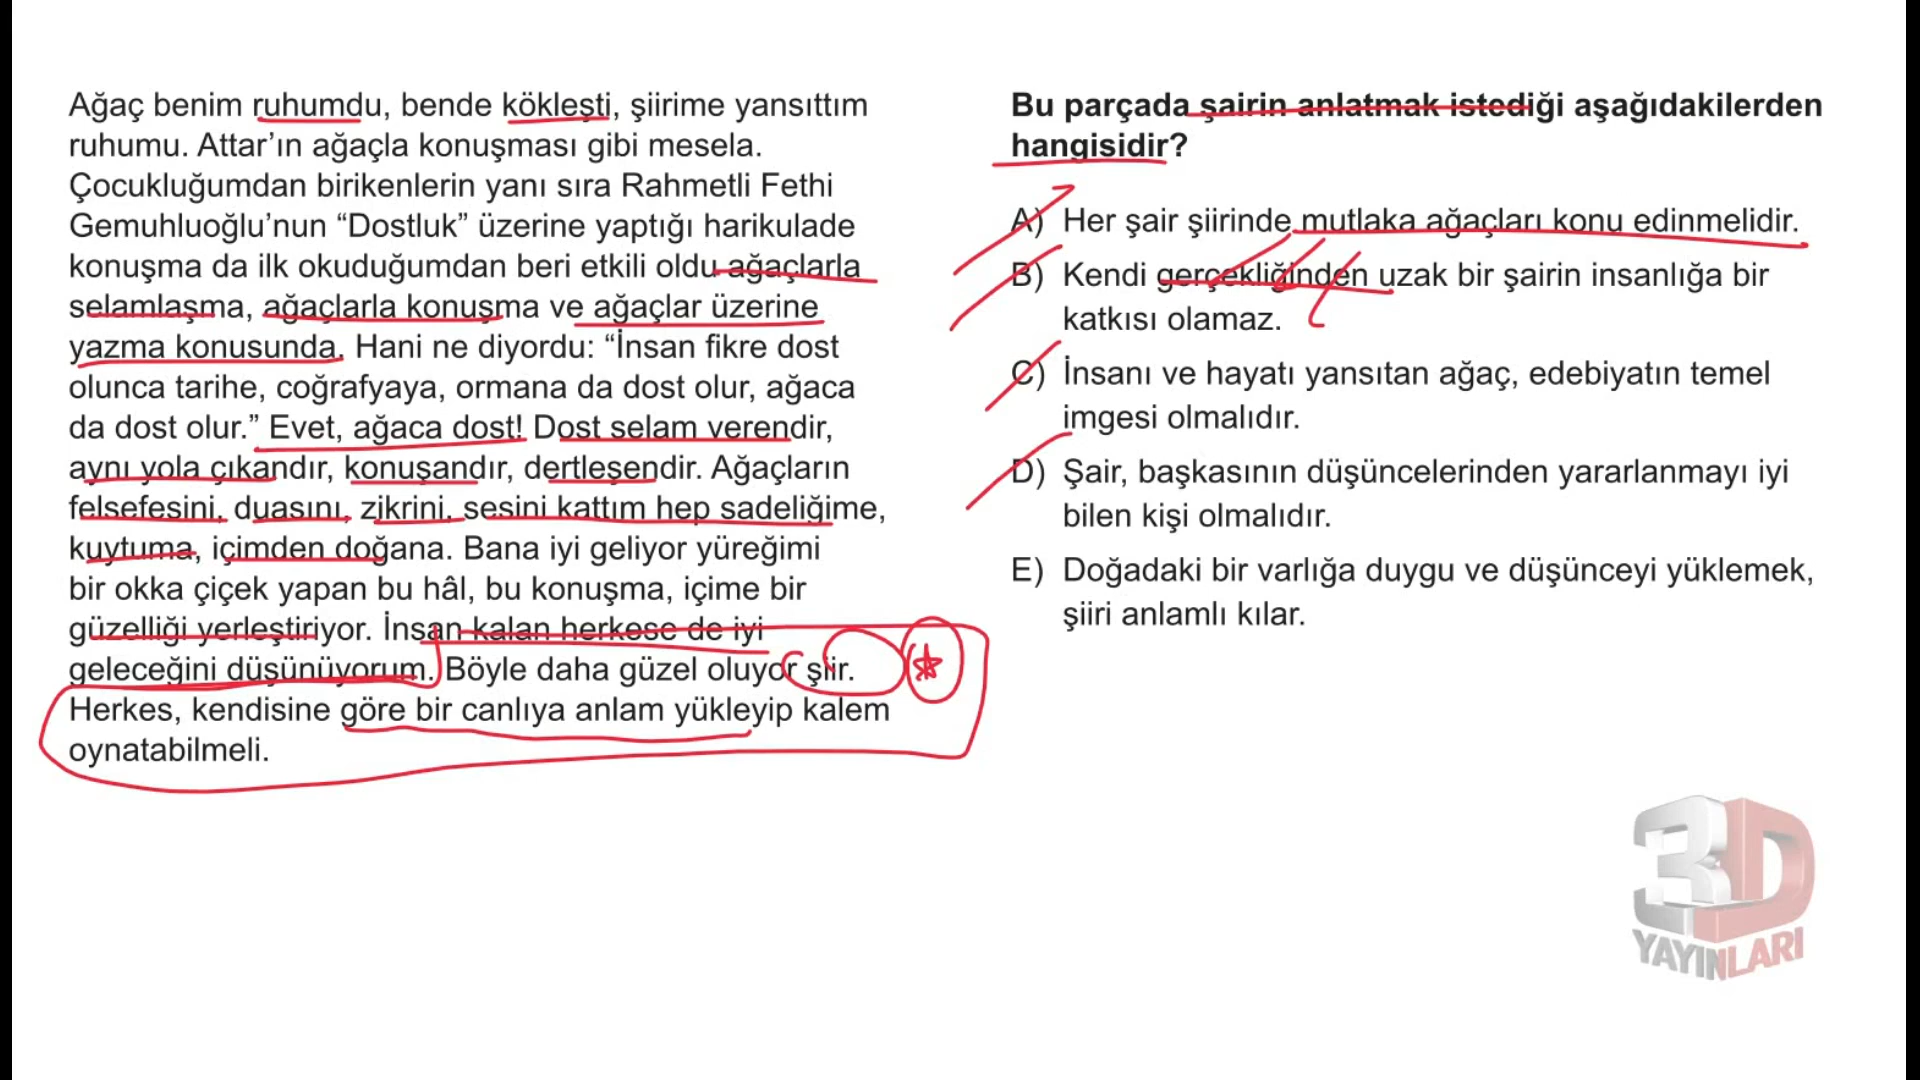 Ağaç benim ruhumdu, bende kökleşti, şiirime yansıttım
ruhumu. Attar’ın ağaçla konuşması gibi mesela.
Çocukluğumdan birikenlerin yanı sıra Rahmetli Fethi
Gemuhluoğlu’nun “Dostluk” üzerine yaptığı harikulade
konuşma da ilk okuduğumdan beri etkili oldu ağaçlarla
selamlaşma, ağaçlarla konuşma ve ağaçlar üzerine
yazma konusunda. Hani ne diyordu: “İnsan fikre dost
olunca tarihe, coğrafyaya, ormana da dost olur, ağaca
da dost olur.” Evet, ağaca dost! Dost selam verendir,
aynı yola çıkandır, konuşandır, dertleşendir. Ağaçların
felsefesini, duasını, zikrini, sesini kattım hep sadeliğime,
kuytuma, içimden doğana. Bana iyi geliyor yüreğimi
bir okka çiçek yapan bu hâl, bu konuşma, içime bir
güzelliği yerleştiriyor. İnsan kalan herkese de iyi
geleceğini düşünüyorum. Böyle daha güzel oluyor şiir.
Herkes, kendisine göre bir canlıya anlam yükleyip kalem
oynatabilmeli.
Bu parçada şairin anlatmak istediği aşağıdakilerden
hangisidir?
A) Her şair şiirinde mutlaka ağaçları konu edinmelidir.
B) Kendi gerçekliğinden uzak bir şairin insanlığa bir
katkısı olamaz.
C) İnsanı ve hayatı yansıtan ağaç, edebiyatın temel
imgesi olmalıdır.
D) Şair, başkasının düşüncelerinden yararlanmayı iyi
bilen kişi olmalıdır.
E) Doğadaki bir varlığa duygu ve düşünceyi yüklemek,
şiiri anlamlı kılar.
3D
YAYINLARI